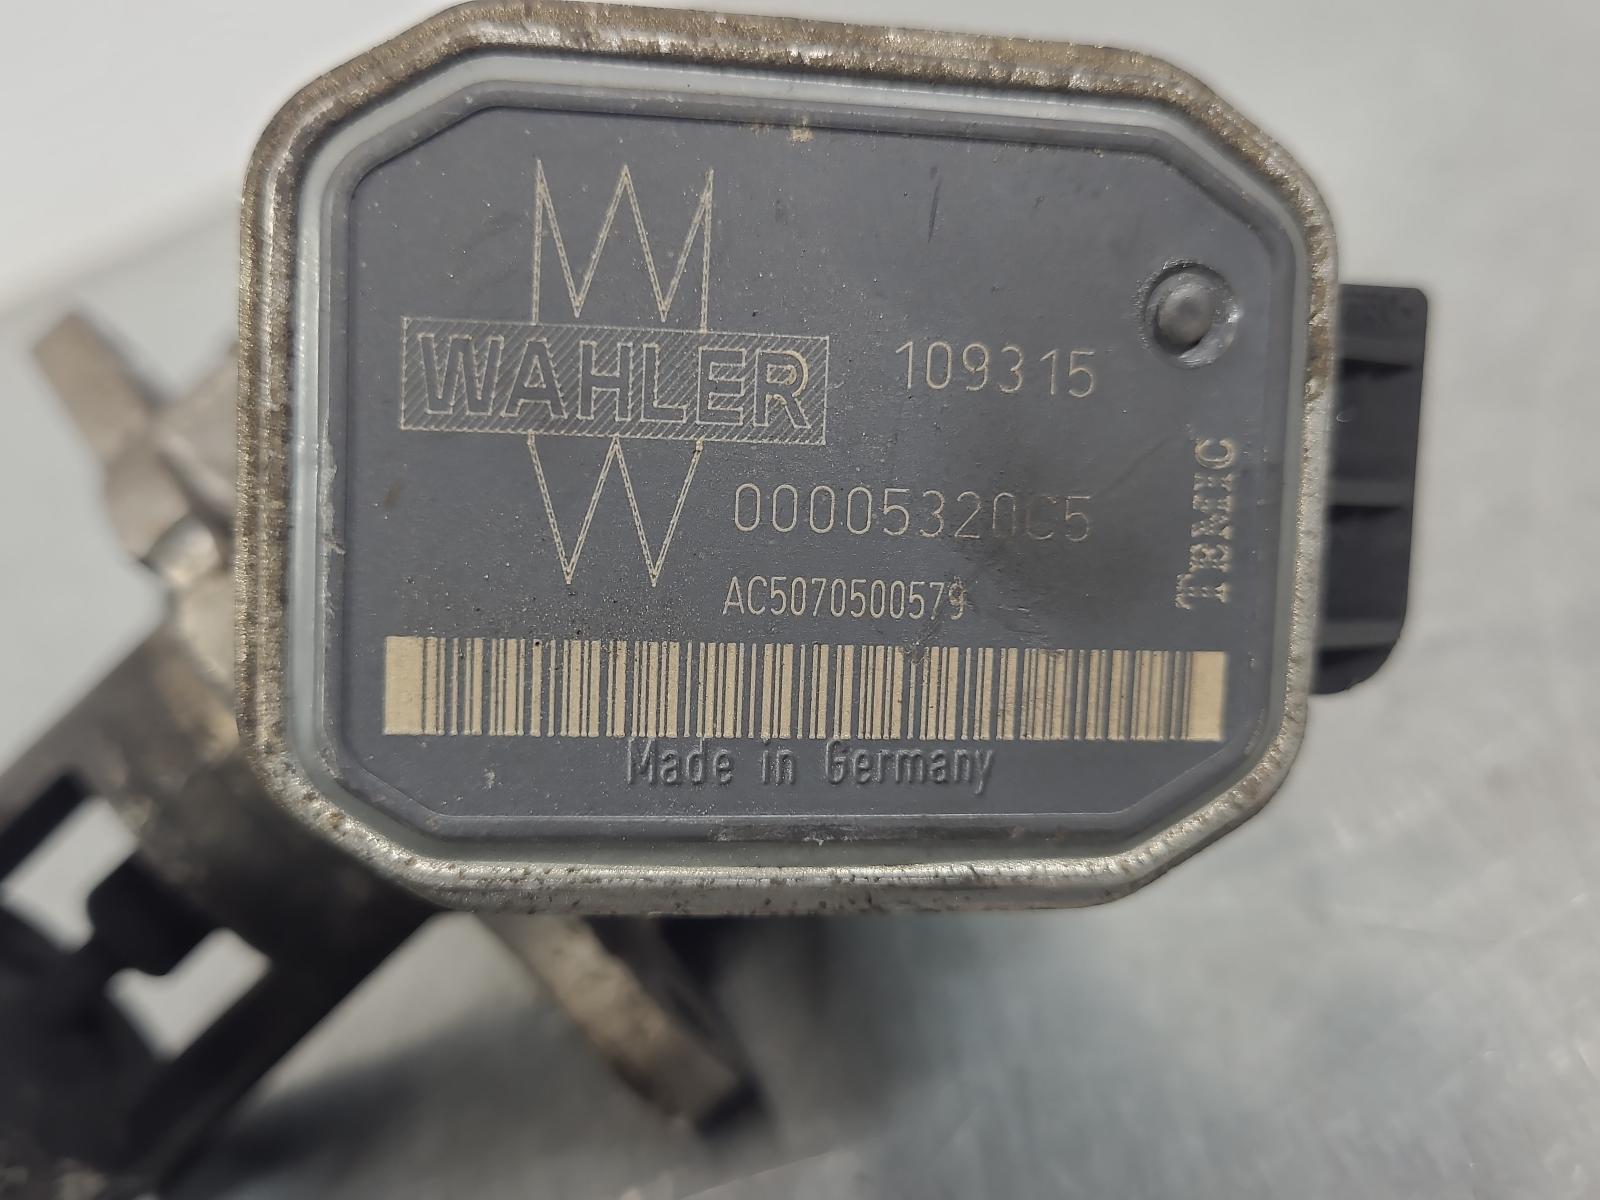 WAHLER
109315
00005320C5
TEMIC
AC5070500579
Made in Germany